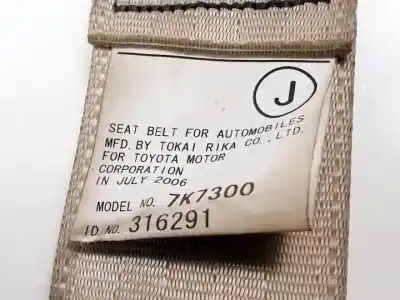 J
SEAT BELT FOR AUTOMOBILES
MFD. BY TOKAI RIKA CO., LTD.
FOR TOYOTA MOTOR
CORPORATION
IN JULY 2006
MODEL NO. 7K7300
I.D. NO. 316291